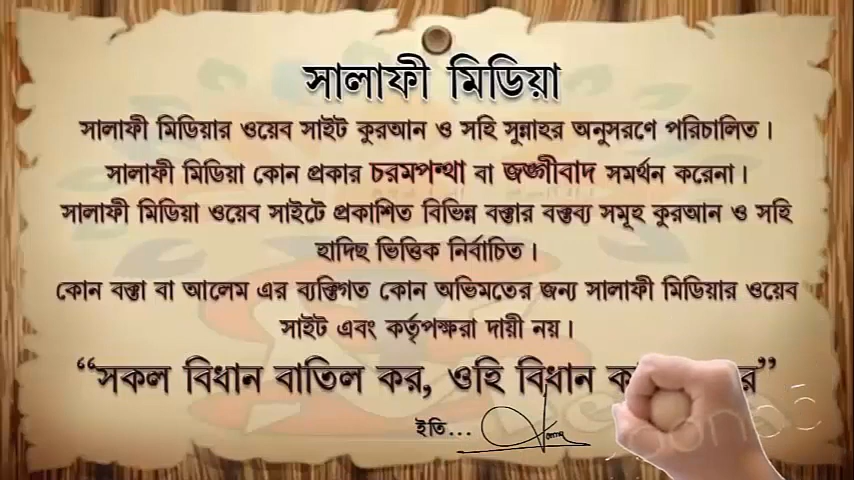 সালাফী মিডিয়া
সালাফী মিডিয়ার ওয়েব সাইট কুরআন ও সহি সুন্নাহর অনুসরণে পরিচালিত।
সালাফী মিডিয়া কোন প্রকার চরমপন্থা বা জঙ্গীবাদ সমর্থন করেনা।
সালাফী মিডিয়া ওয়েব সাইটে প্রকাশিত বিভিন্ন বক্তার বক্তব্য সমূহ কুরআন ও সহি
হাদিছ ভিত্তিক নির্বাচিত।
কোন বক্তা বা আলেম এর ব্যক্তিগত কোন অভিমতের জন্য সালাফী মিডিয়ার ওয়েব
সাইট এবং কর্তৃপক্ষরা দায়ী নয়।
“সকল বিধান বাতিল কর, ওহি বিধান
ইতি...